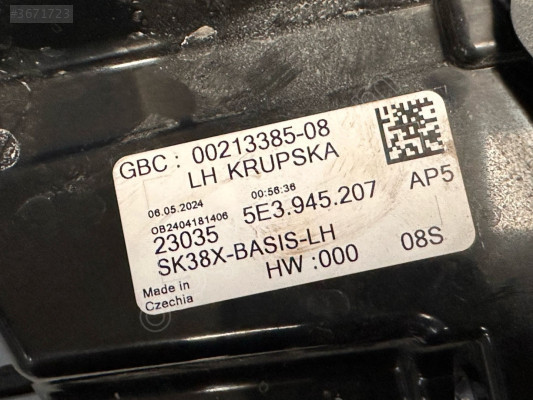 #3671723
GBC: 00213385-08
LH KRUPSKA
06.05.2024 00:56:36
OB2404181406 5E3.945.207 AP5
23035
SK38X-BASIS-LH
HW :000 08S
Made in
Czechia